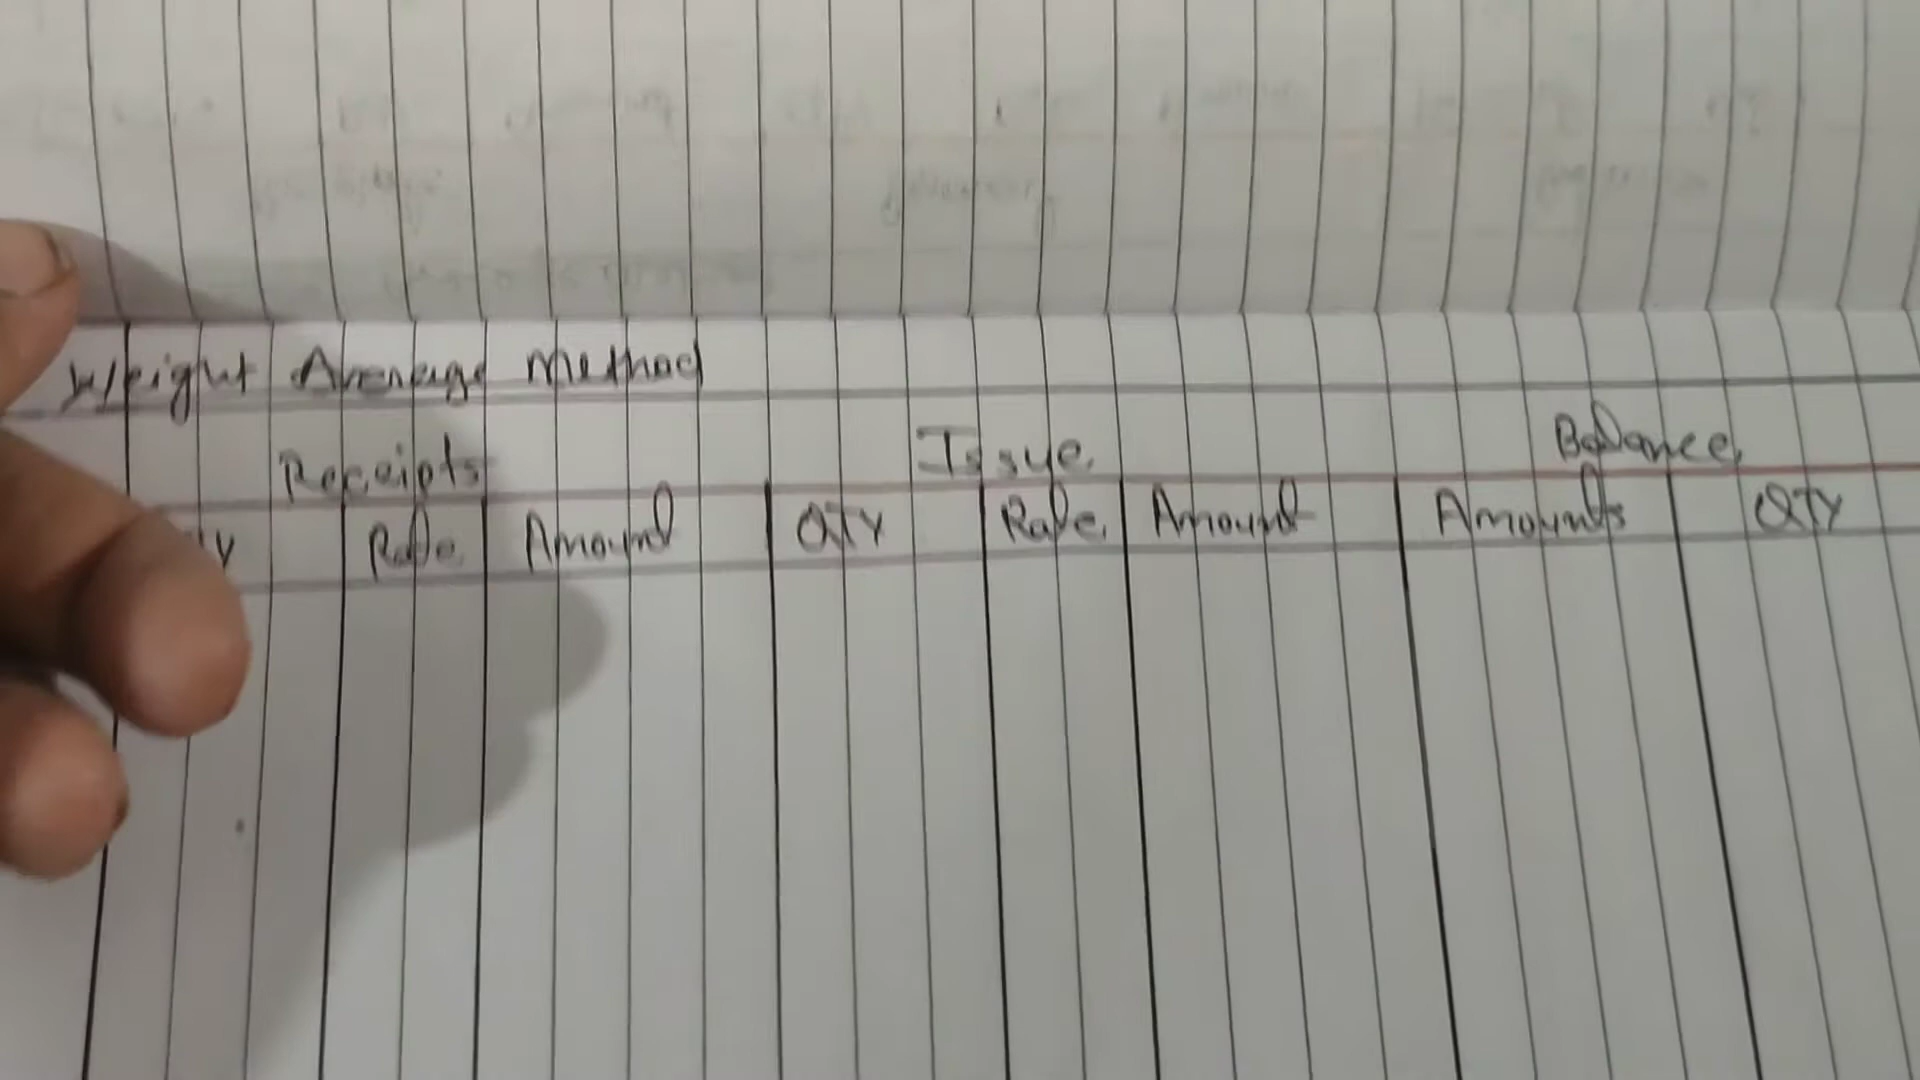 Weight Average Method
Receipts Issue Balance
Rate Amount QTY Rate Amount Amounts QTY